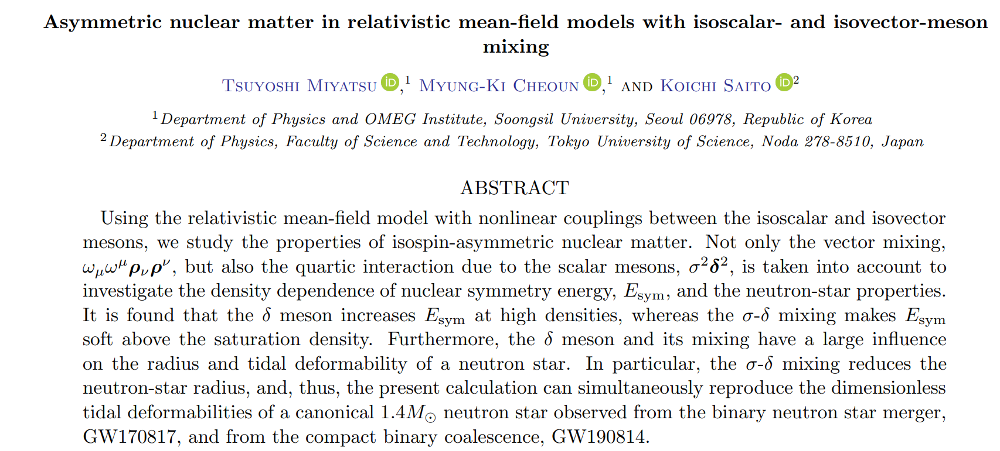 Asymmetric nuclear matter in relativistic mean-field models with isoscalar- and isovector-meson
mixing
Tsuyoshi Miyatsu iD,¹ Myung-Ki Cheoun iD,¹ and Koichi Saito iD²
¹ Department of Physics and OMEG Institute, Soongsil University, Seoul 06978, Republic of Korea
² Department of Physics, Faculty of Science and Technology, Tokyo University of Science, Noda 278-8510, Japan
ABSTRACT
Using the relativistic mean-field model with nonlinear couplings between the isoscalar and isovector
mesons, we study the properties of isospin-asymmetric nuclear matter. Not only the vector mixing,
$\omega_\mu\omega^\mu\boldsymbol{\rho}_\nu\boldsymbol{\rho}^\nu$, but also the quartic interaction due to the scalar mesons, $\sigma^2\boldsymbol{\delta}^2$, is taken into account to
investigate the density dependence of nuclear symmetry energy, $E_{\rm sym}$, and the neutron-star properties.
It is found that the δ meson increases $E_{\rm sym}$ at high densities, whereas the σ-δ mixing makes $E_{\rm sym}$
soft above the saturation density. Furthermore, the δ meson and its mixing have a large influence
on the radius and tidal deformability of a neutron star. In particular, the σ-δ mixing reduces the
neutron-star radius, and, thus, the present calculation can simultaneously reproduce the dimensionless
tidal deformabilities of a canonical $1.4M_\odot$ neutron star observed from the binary neutron star merger,
GW170817, and from the compact binary coalescence, GW190814.